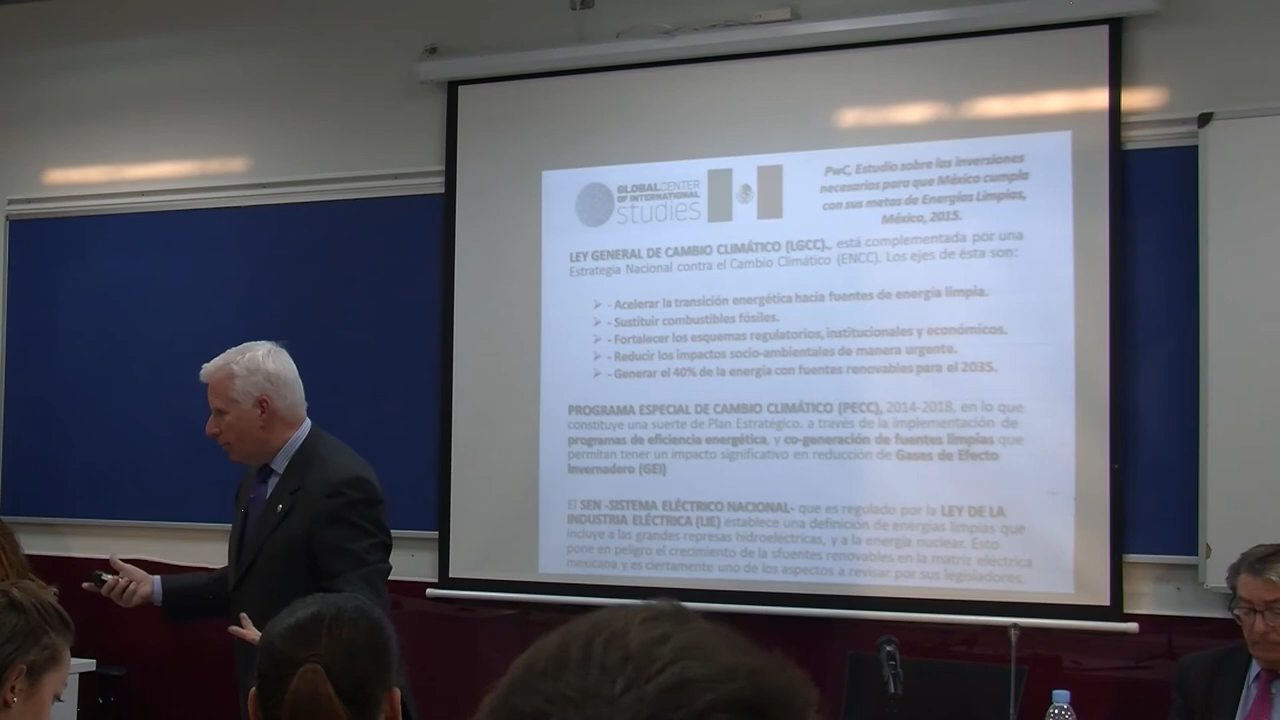 GLOBALCENTER
OF INTERNATIONAL
studies
PwC, Estudio sobre las inversiones
necesarias para que México cumpla
con sus metas de Energías Limpias,
México, 2015.
LEY GENERAL DE CAMBIO CLIMÁTICO (LGCC)., está complementada por una
Estrategia Nacional contra el Cambio Climático (ENCC). Los ejes de ésta son:
➢ - Acelerar la transición energética hacia fuentes de energía limpia.
➢ - Sustituir combustibles fósiles.
➢ - Fortalecer los esquemas regulatorios, institucionales y económicos.
➢ - Reducir los impactos socio-ambientales de manera urgente.
➢ - Generar el 40% de la energía con fuentes renovables para el 2035.
PROGRAMA ESPECIAL DE CAMBIO CLIMÁTICO (PECC), 2014-2018, en lo que
constituye una suerte de Plan Estratégico. a través de la implementación de
programas de eficiencia energética, y co-generación de fuentes limpias que
permitan tener un impacto significativo en reducción de Gases de Efecto
Invernadero (GEI)
El SEN -SISTEMA ELÉCTRICO NACIONAL- que es regulado por la LEY DE LA
INDUSTRIA ELÉCTRICA (LIE) establece una definición de energías limpias que
incluye a las grandes represas hidroeléctricas, y a la energía nuclear. Esto
pone en peligro el crecimiento de la sfuentes renovables en la matriz eléctrica
mexicana y es ciertamente uno de los aspectos a revisar por sus legisladores.